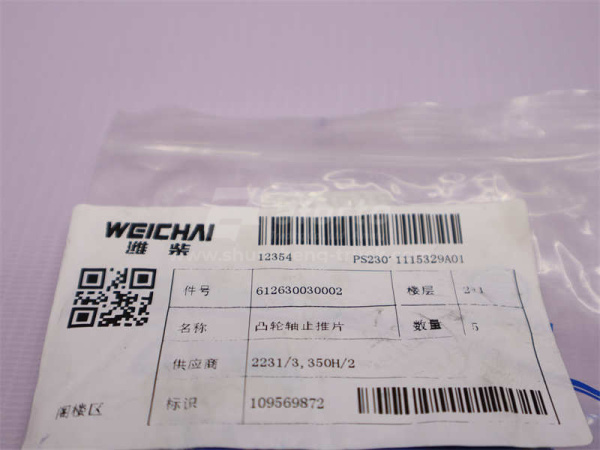 WEICHAI
潍柴
12354 PS230' 1115329A01
件号 612630030002 楼层
名称 凸轮轴止推片 数量 5
供应商 2231/3,350H/2
标识 109569872
阁楼区